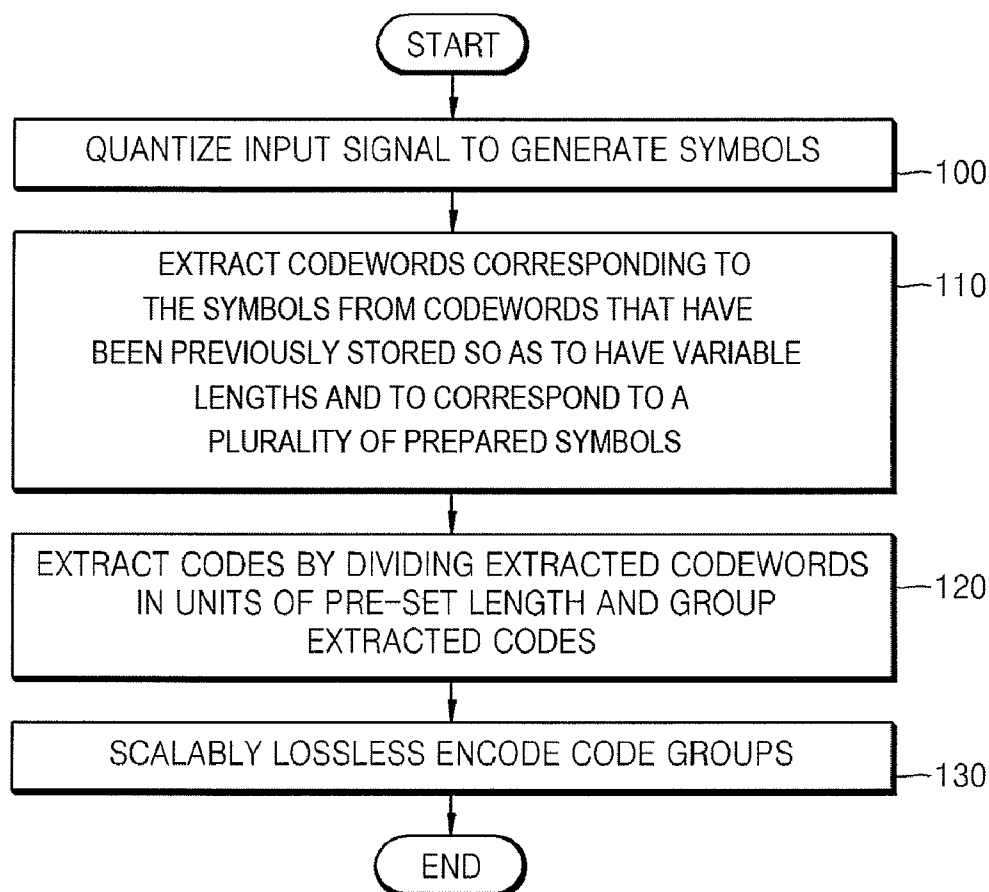 START
QUANTIZE INPUT SIGNAL TO GENERATE SYMBOLS
100
EXTRACT CODEWORDS CORRESPONDING TO
THE SYMBOLS FROM CODEWORDS THAT HAVE
BEEN PREVIOUSLY STORED SO AS TO HAVE VARIABLE
LENGTHS AND TO CORRESPOND TO A
PLURALITY OF PREPARED SYMBOLS
110
EXTRACT CODES BY DIVIDING EXTRACTED CODEWORDS
IN UNITS OF PRE-SET LENGTH AND GROUP
EXTRACTED CODES
120
SCALABLY LOSSLESS ENCODE CODE GROUPS
130
END